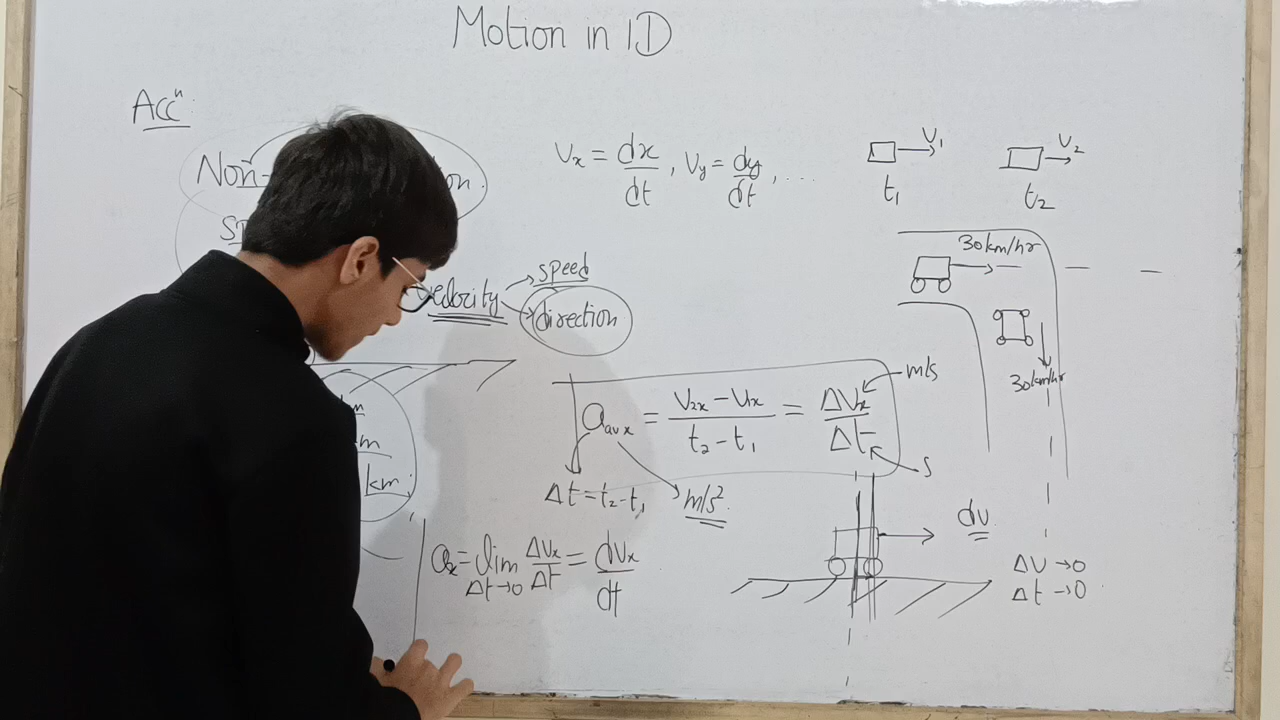 Motion in 1D
Accⁿ
Non-
Vx = dx/dt, Vy = dy/dt, ...
V1
V2
t1
t2
30km/hr
speed
direction
30km/hr
a av x = (V2x - V1x)/(t2 - t1) = ΔVx/Δt
m/s
s
km
Δt = t2 - t1
m/s²
dv
ax = lim Δt→0 ΔVx/Δt = dVx/dt
ΔV → 0
Δt → 0